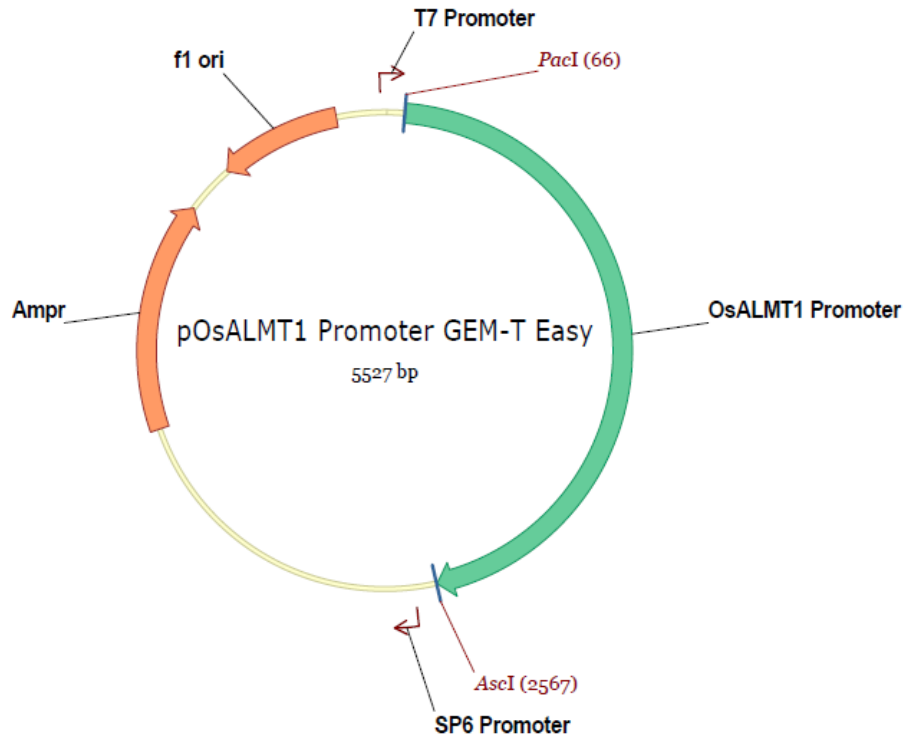 T7 Promoter
f1 ori
PacI (66)
Ampr
pOsALMT1 Promoter GEM-T Easy
5527 bp
OsALMT1 Promoter
AscI (2567)
SP6 Promoter